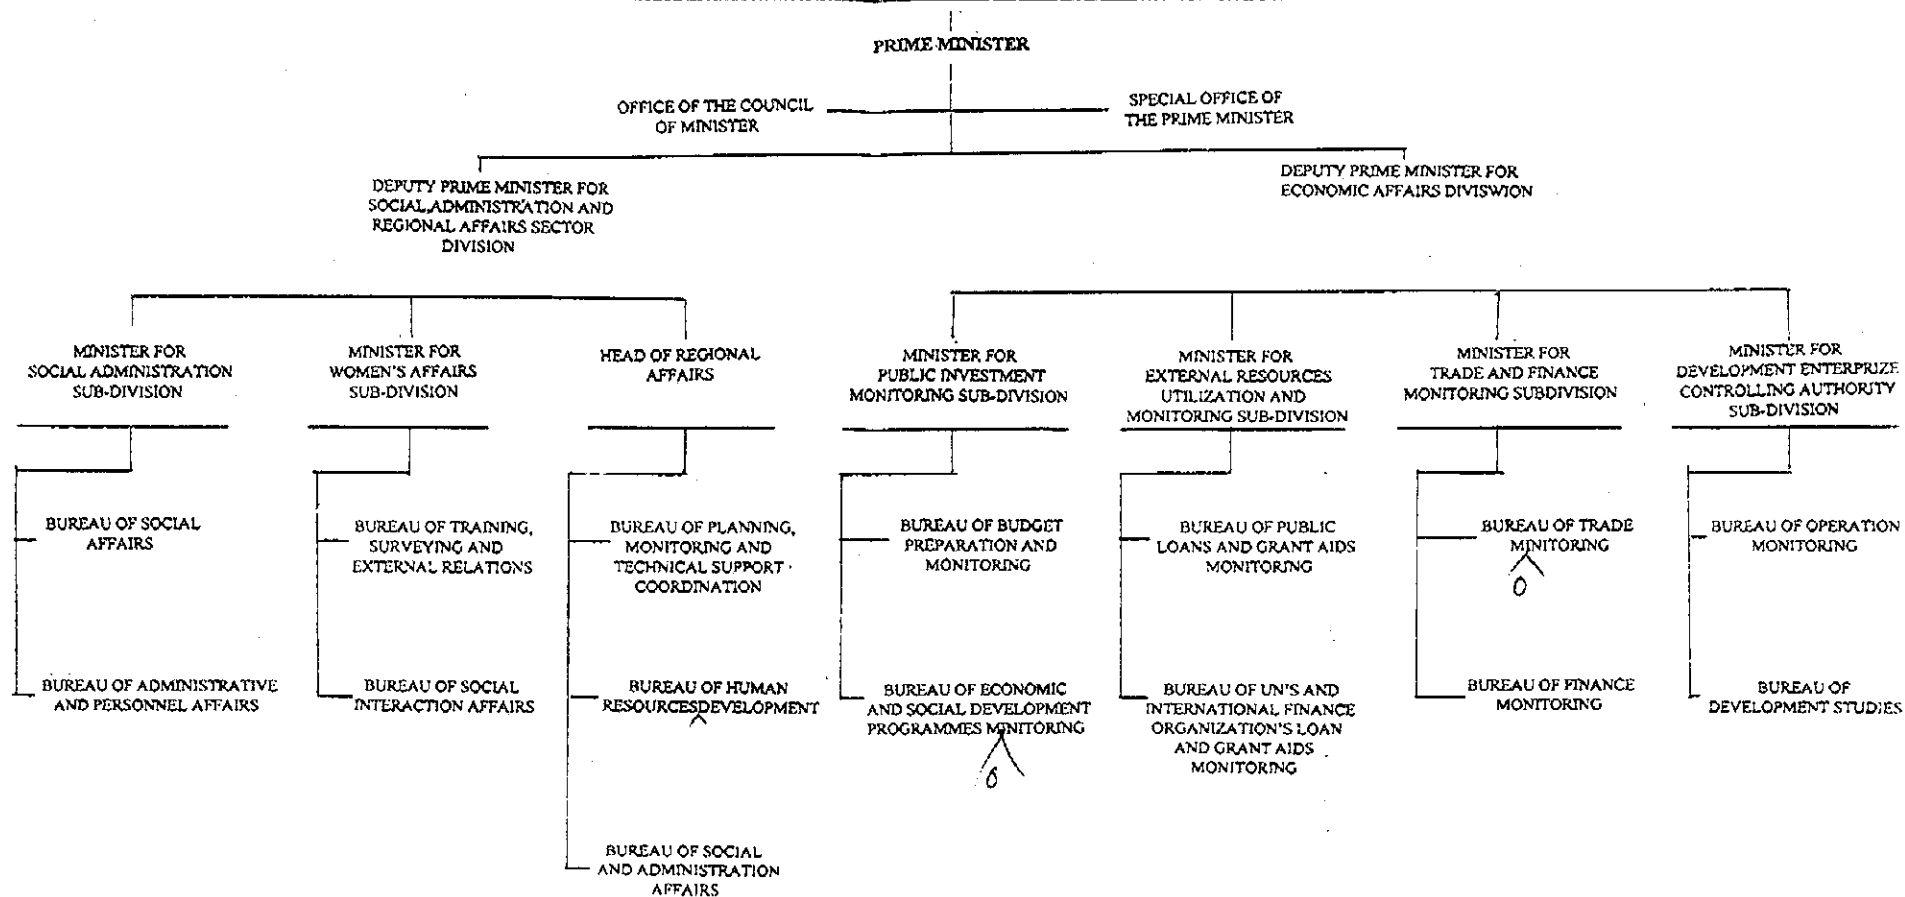 PRIME MINISTER
OFFICE OF THE COUNCIL
OF MINISTER
SPECIAL OFFICE OF
THE PRIME MINISTER
DEPUTY PRIME MINISTER FOR
SOCIAL ADMINISTRATION AND
REGIONAL AFFAIRS SECTOR
DIVISION
DEPUTY PRIME MINISTER FOR
ECONOMIC AFFAIRS DIVISWION
MINISTER FOR
SOCIAL ADMINISTRATION
SUB-DIVISION
MINISTER FOR
WOMEN'S AFFAIRS
SUB-DIVISION
HEAD OF REGIONAL
AFFAIRS
MINISTER FOR
PUBLIC INVESTMENT
MONITORING SUB-DIVISION
MINISTER FOR
EXTERNAL RESOURCES
UTILIZATION AND
MONITORING SUB-DIVISION
MINISTER FOR
TRADE AND FINANCE
MONITORING SUBDIVISION
MINISTER FOR
DEVELOPMENT ENTERPRIZE
CONTROLLING AUTHORITY
SUB-DIVISION
BUREAU OF SOCIAL
AFFAIRS
BUREAU OF TRAINING,
SURVEYING AND
EXTERNAL RELATIONS
BUREAU OF PLANNING,
MONITORING AND
TECHNICAL SUPPORT
COORDINATION
BUREAU OF BUDGET
PREPARATION AND
MONITORING
BUREAU OF PUBLIC
LOANS AND GRANT AIDS
MONITORING
BUREAU OF TRADE
MINITORING
O
BUREAU OF OPERATION
MONITORING
BUREAU OF ADMINISTRATIVE
AND PERSONNEL AFFAIRS
BUREAU OF SOCIAL
INTERACTION AFFAIRS
BUREAU OF HUMAN
RESOURCESDEVELOPMENT
BUREAU OF ECONOMIC
AND SOCIAL DEVELOPMENT
PROGRAMMES MINITORING
O
BUREAU OF UN'S AND
INTERNATIONAL FINANCE
ORGANIZATION'S LOAN
AND GRANT AIDS
MONITORING
BUREAU OF FINANCE
MONITORING
BUREAU OF
DEVELOPMENT STUDIES
BUREAU OF SOCIAL
AND ADMINISTRATION
AFFAIRS